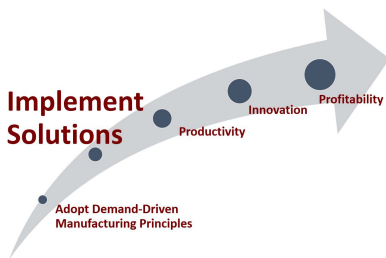 Implement
Solutions
Profitability
Innovation
Productivity
Adopt Demand-Driven
Manufacturing Principles